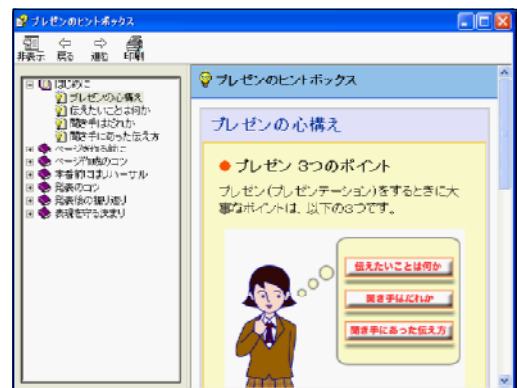 プレゼンのヒントボックス
非表示 戻る 進む 印刷
はじめに
プレゼンの心構え
伝えたいことは何か
聞き手はだれか
聞き手にあった伝え方
ページを作る前に
ページ作成のコツ
本番前にはリハーサル
発表のコツ
発表後の振り返り
表現を守る決まり
プレゼンのヒントボックス
プレゼンの心構え
プレゼン 3つのポイント
プレゼン(プレゼンテーション)をするときに大
事なポイントは、以下の3つです。
伝えたいことは何か
聞き手はだれか
聞き手にあった伝え方